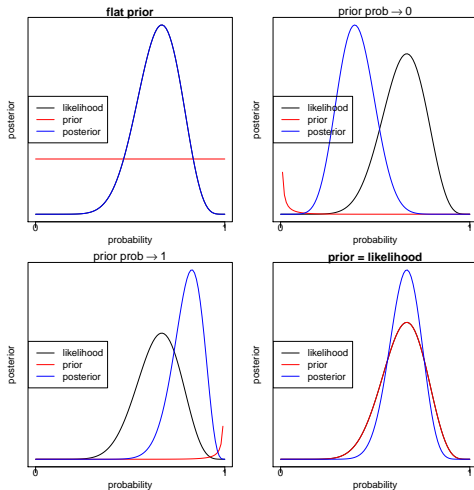 flat prior
posterior
likelihood
prior
posterior
0
1
probability
prior prob → 0
posterior
likelihood
prior
posterior
0
1
probability
prior prob → 1
posterior
likelihood
prior
posterior
0
1
probability
prior = likelihood
posterior
likelihood
prior
posterior
0
1
probability